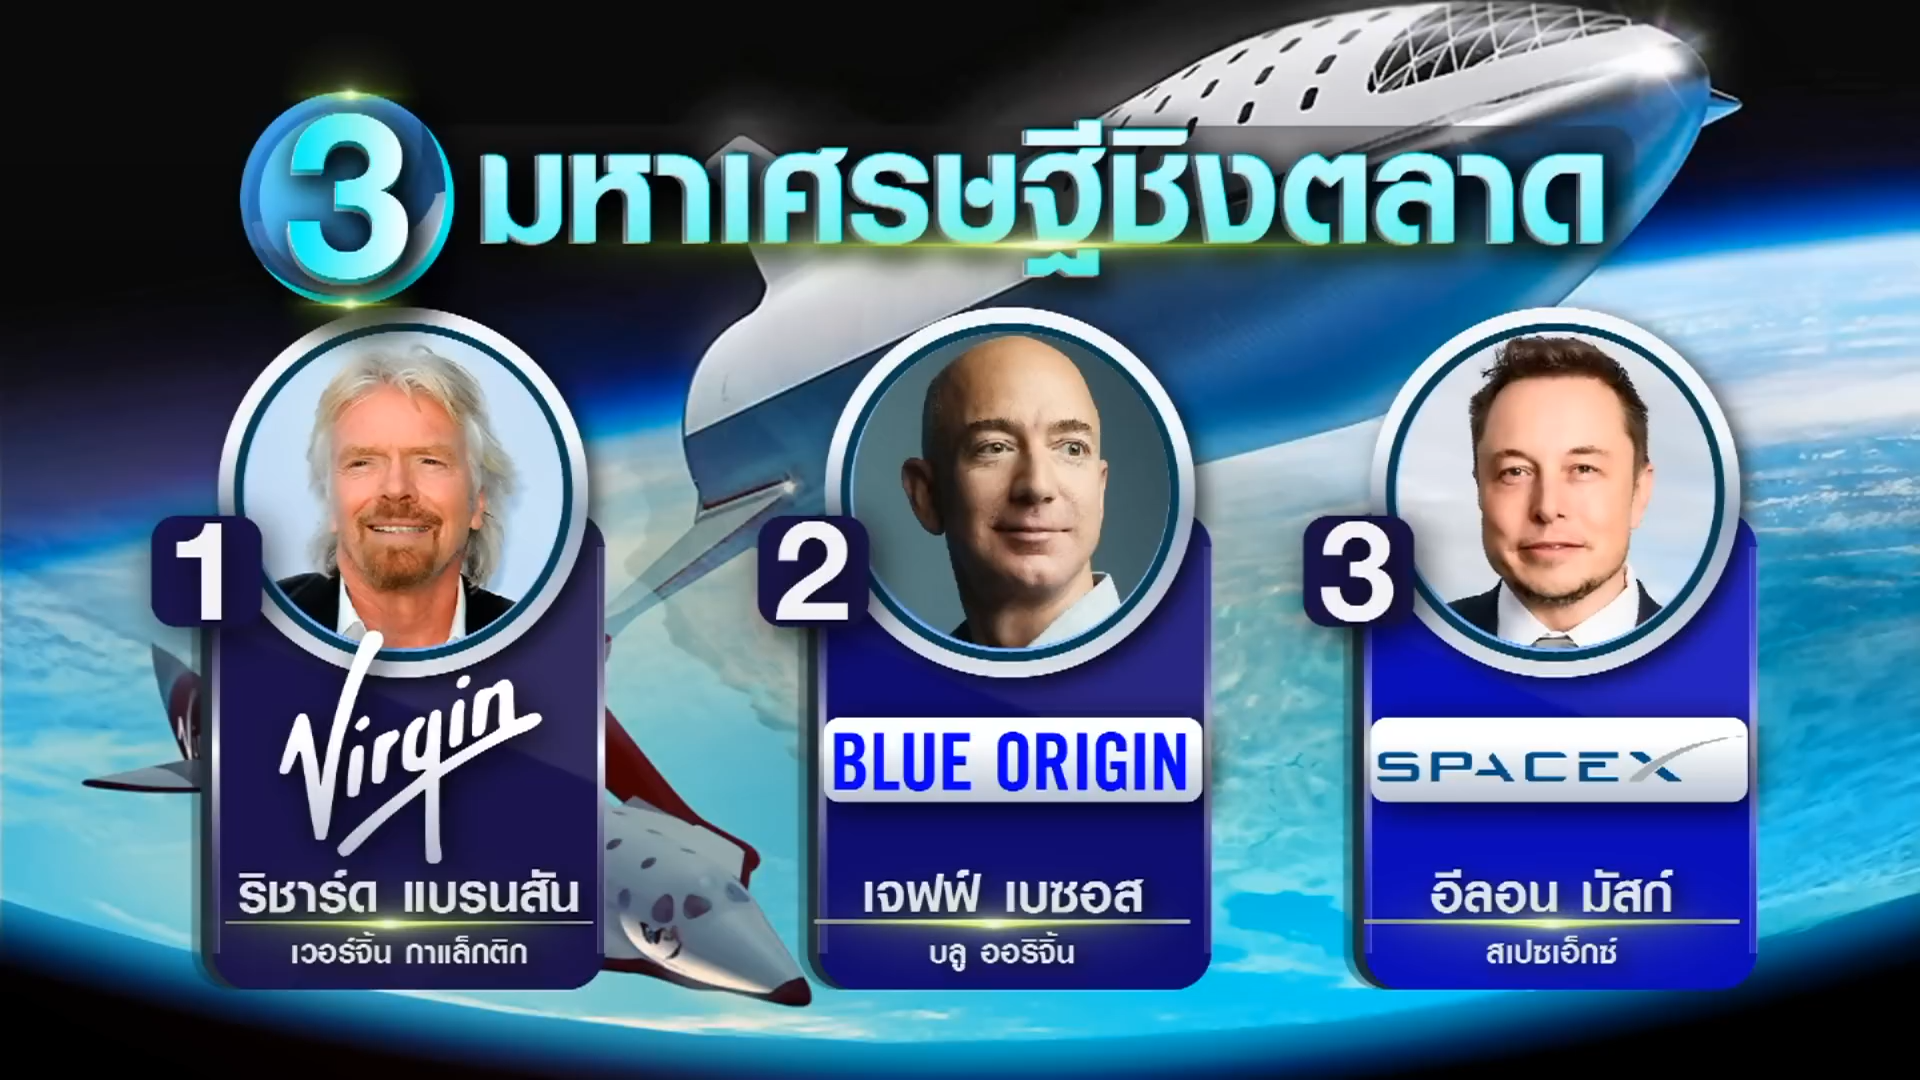 3 มหาเศรษฐีชิงตลาด
1
2
3
Virgin
BLUE ORIGIN
SPACEX
ริชาร์ด แบรนสัน
เจฟฟ์ เบซอส
อีลอน มัสก์
เวอร์จิ้น กาแล็กติก
บลู ออริจิ้น
สเปซเอ็กซ์